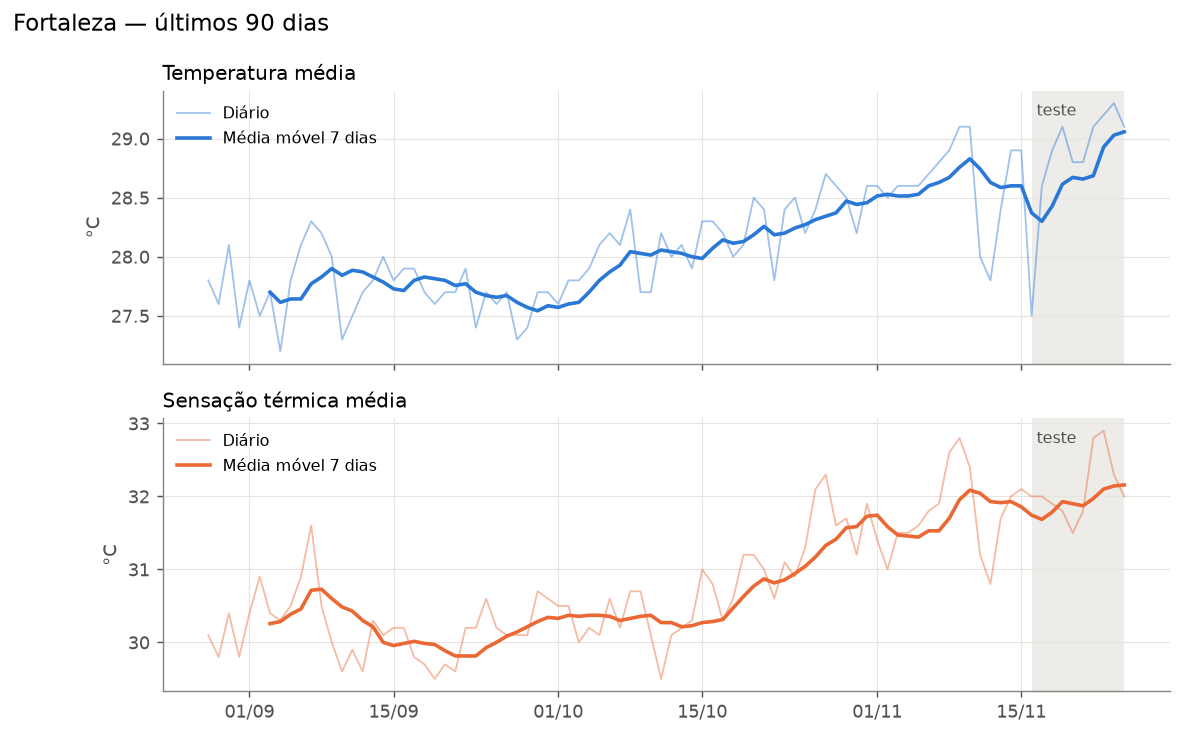 Fortaleza — últimos 90 dias
Temperatura média
Diário
Média móvel 7 dias
teste
29.0
28.5
28.0
27.5
°C
Sensação térmica média
Diário
Média móvel 7 dias
teste
33
32
31
30
°C
01/09 15/09 01/10 15/10 01/11 15/11